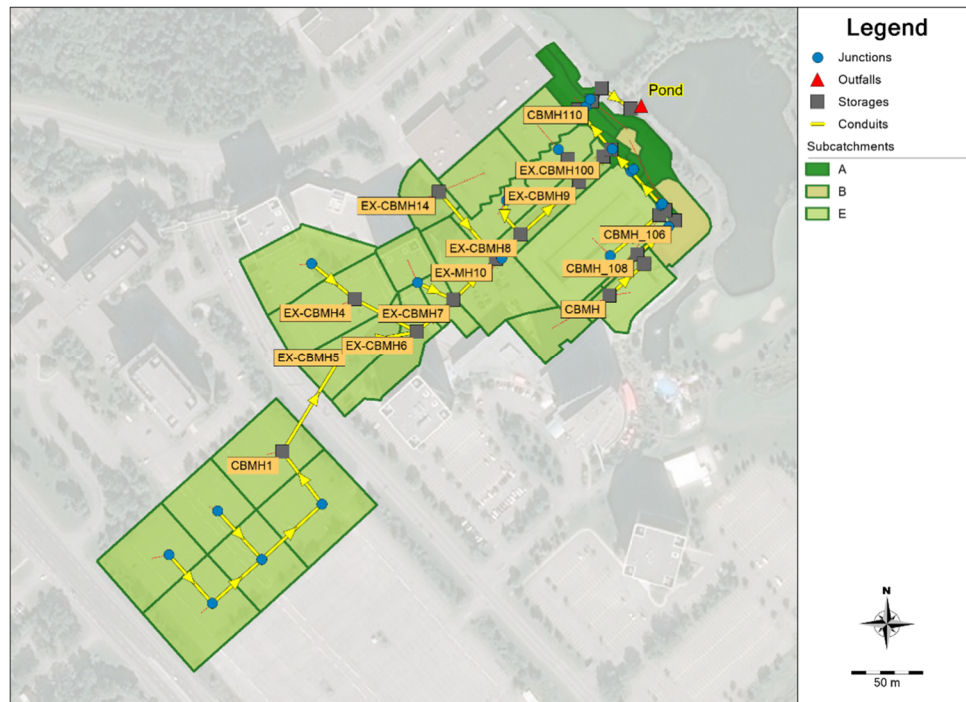 Legend
Junctions
Outfalls
Storages
Conduits
Subcatchments
A
B
E
Pond
CBMH110
EX.CBMH100
EX-CBMH14
EX-CBMH9
EX-CBMH8
CBMH_106
EX-MH10
CBMH_108
EX-CBMH4
EX-CBMH7
CBMH
EX-CBMH6
EX-CBMH5
CBMH1
N
50 m